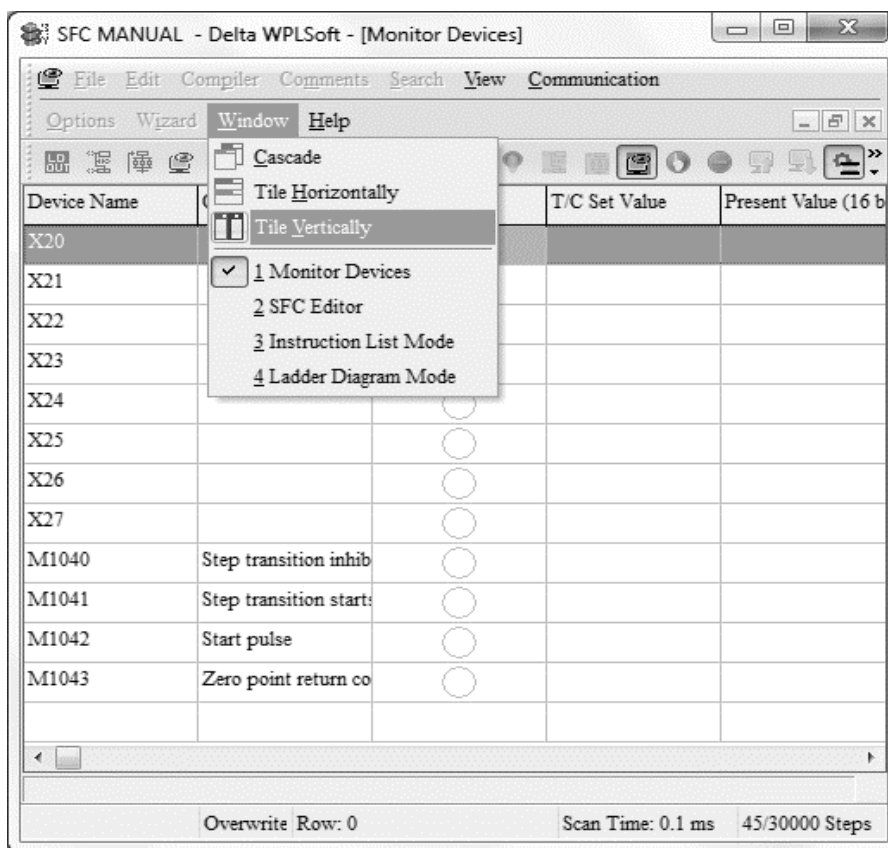 SFC MANUAL - Delta WPLSoft - [Monitor Devices]
File Edit Compiler Comments Search View Communication
Options Wizard Window Help
Cascade
Tile Horizontally
Tile Vertically
1 Monitor Devices
2 SFC Editor
3 Instruction List Mode
4 Ladder Diagram Mode
Device Name T/C Set Value Present Value (16 b
X20
X21
X22
X23
X24
X25
X26
X27
M1040 Step transition inhib
M1041 Step transition starts
M1042 Start pulse
M1043 Zero point return co
Overwrite Row: 0 Scan Time: 0.1 ms 45/30000 Steps